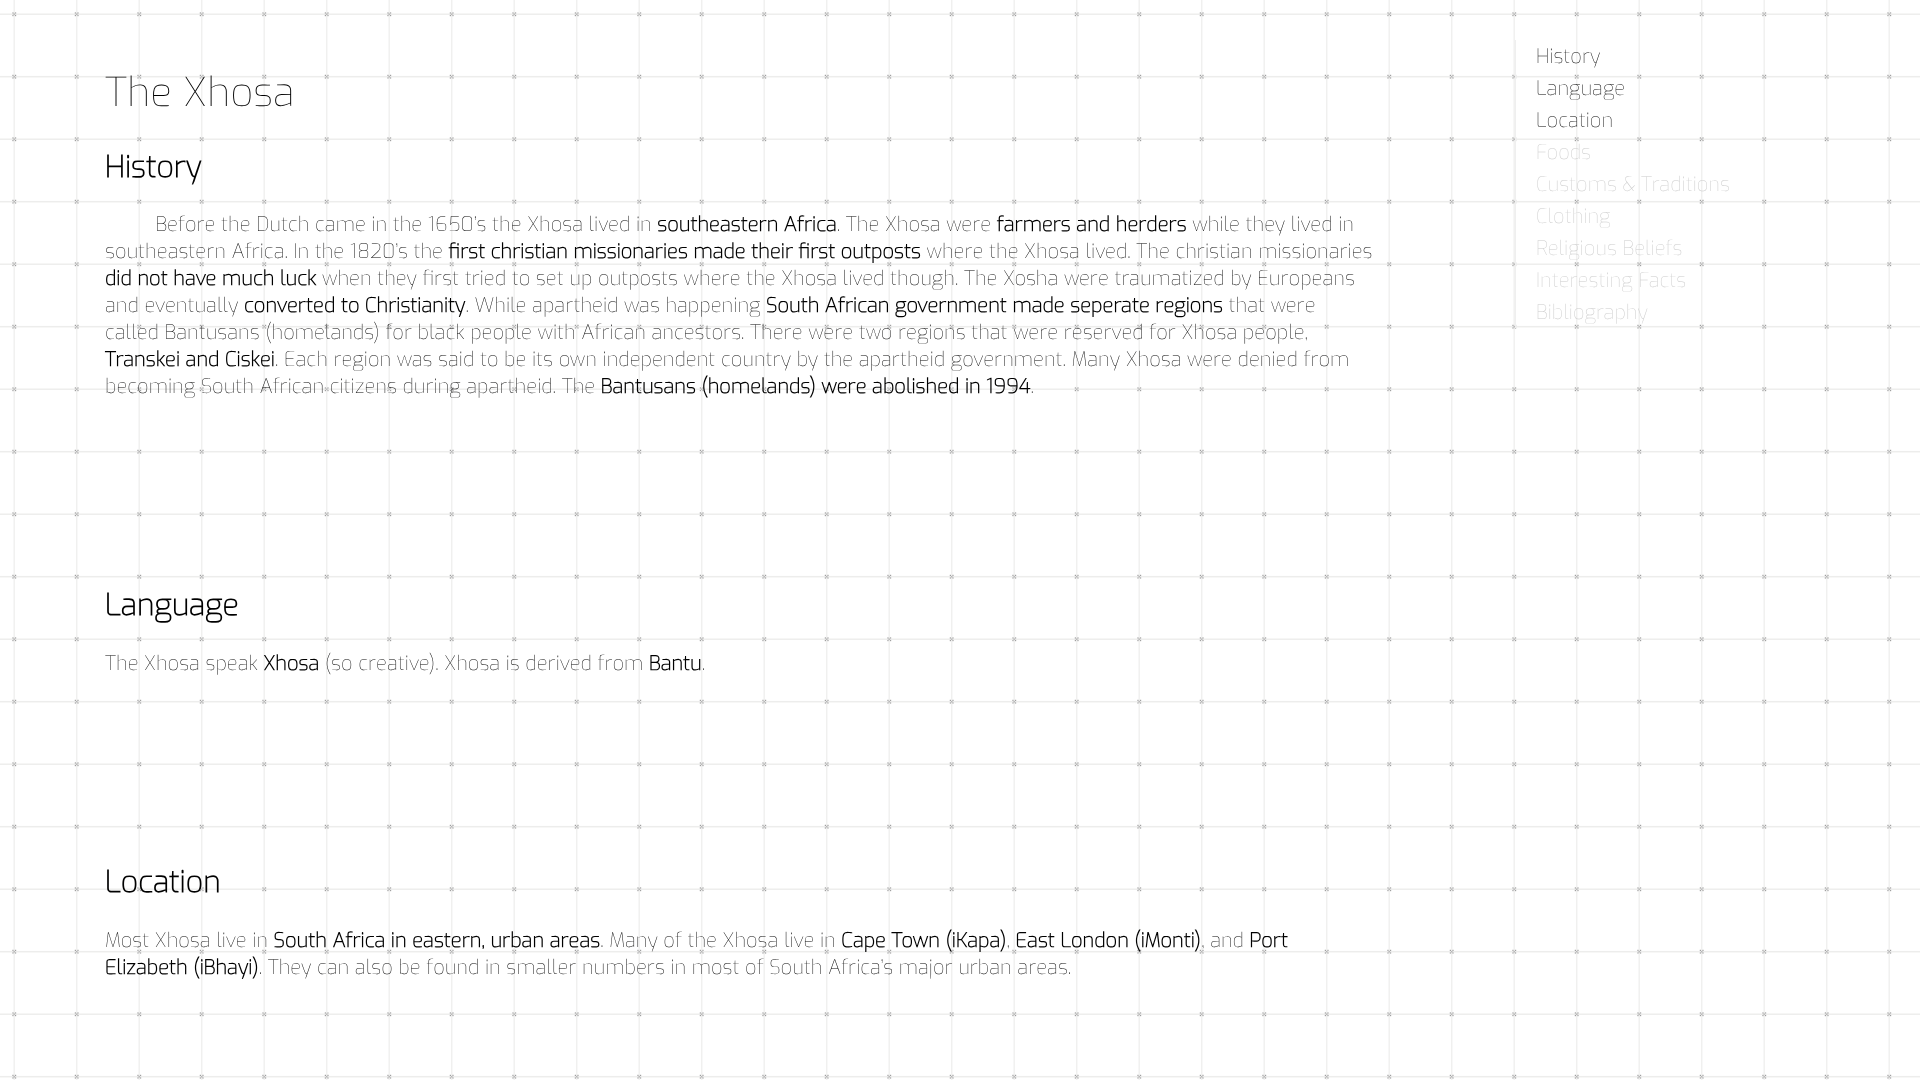 The Xhosa
History
Before the Dutch came in the 1650's the Xhosa lived in southeastern Africa. The Xhosa were farmers and herders while they lived in
southeastern Africa. In the 1820's the first christian missionaries made their first outposts where the Xhosa lived. The christian missionaries
did not have much luck when they first tried to set up outposts where the Xhosa lived though. The Xosha were traumatized by Europeans
and eventually converted to Christianity. While apartheid was happening South African government made seperate regions that were
called Bantusans (homelands) for black people with African ancestors. There were two regions that were reserved for Xhosa people,
Transkei and Ciskei. Each region was said to be its own independent country by the apartheid government. Many Xhosa were denied from
becoming South African citizens during apartheid. The Bantusans (homelands) were abolished in 1994.
Language
The Xhosa speak Xhosa (so creative). Xhosa is derived from Bantu.
Location
Most Xhosa live in South Africa in eastern, urban areas. Many of the Xhosa live in Cape Town (iKapa), East London (iMonti), and Port
Elizabeth (iBhayi). They can also be found in smaller numbers in most of South Africa's major urban areas.
History
Language
Location
Foods
Customs & Traditions
Clothing
Religious Beliefs
Interesting Facts
Bibliography